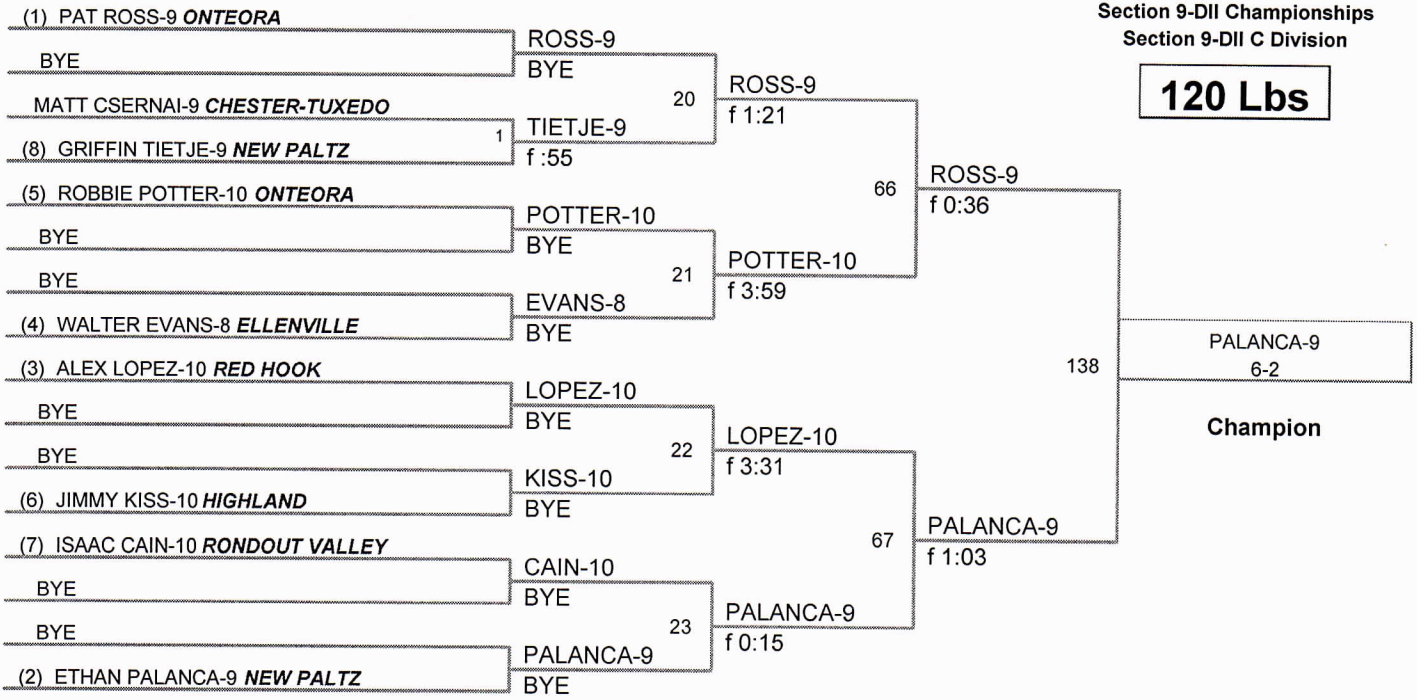 Section 9-DII Championships
Section 9-DII C Division
120 Lbs
(1) PAT ROSS-9 ONTEORA
BYE
MATT CSERNAI-9 CHESTER-TUXEDO
(8) GRIFFIN TIETJE-9 NEW PALTZ
(5) ROBBIE POTTER-10 ONTEORA
BYE
BYE
(4) WALTER EVANS-8 ELLENVILLE
(3) ALEX LOPEZ-10 RED HOOK
BYE
BYE
(6) JIMMY KISS-10 HIGHLAND
(7) ISAAC CAIN-10 RONDOUT VALLEY
BYE
BYE
(2) ETHAN PALANCA-9 NEW PALTZ
ROSS-9
BYE
1
TIETJE-9
f :55
POTTER-10
BYE
EVANS-8
BYE
LOPEZ-10
BYE
KISS-10
BYE
CAIN-10
BYE
PALANCA-9
BYE
20
ROSS-9
f 1:21
21
POTTER-10
f 3:59
22
LOPEZ-10
f 3:31
23
PALANCA-9
f 0:15
66
ROSS-9
f 0:36
67
PALANCA-9
f 1:03
138
PALANCA-9
6-2
Champion